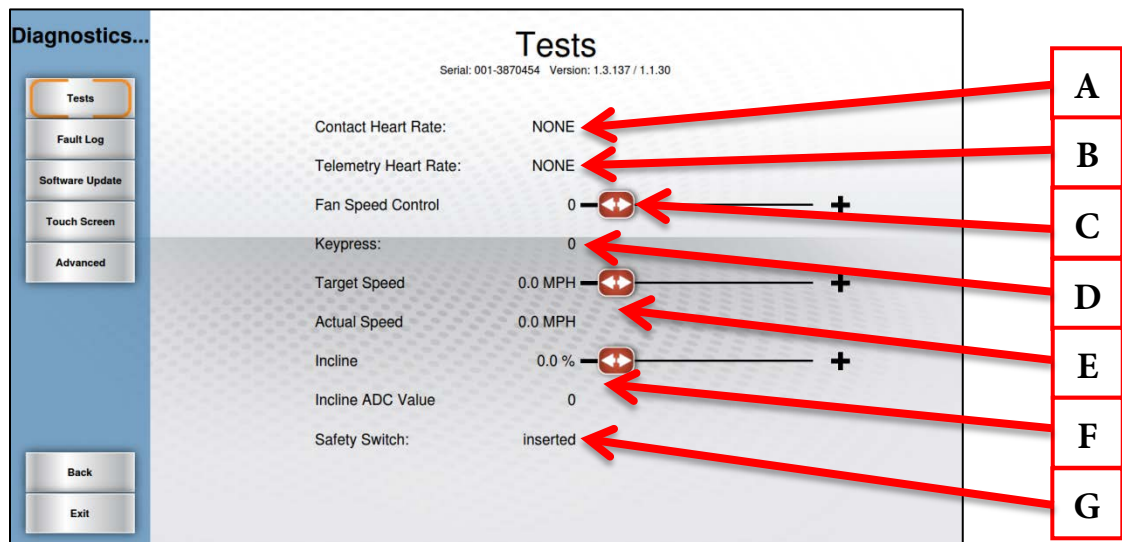 Diagnostics...
Tests
Fault Log
Software Update
Touch Screen
Advanced
Back
Exit
Tests
Serial: 001-3870454 Version: 1.3.137 / 1.1.30
Contact Heart Rate: NONE
Telemetry Heart Rate: NONE
Fan Speed Control 0
Keypress: 0
Target Speed 0.0 MPH
Actual Speed 0.0 MPH
Incline 0.0 %
Incline ADC Value 0
Safety Switch: inserted
A
B
C
D
E
F
G